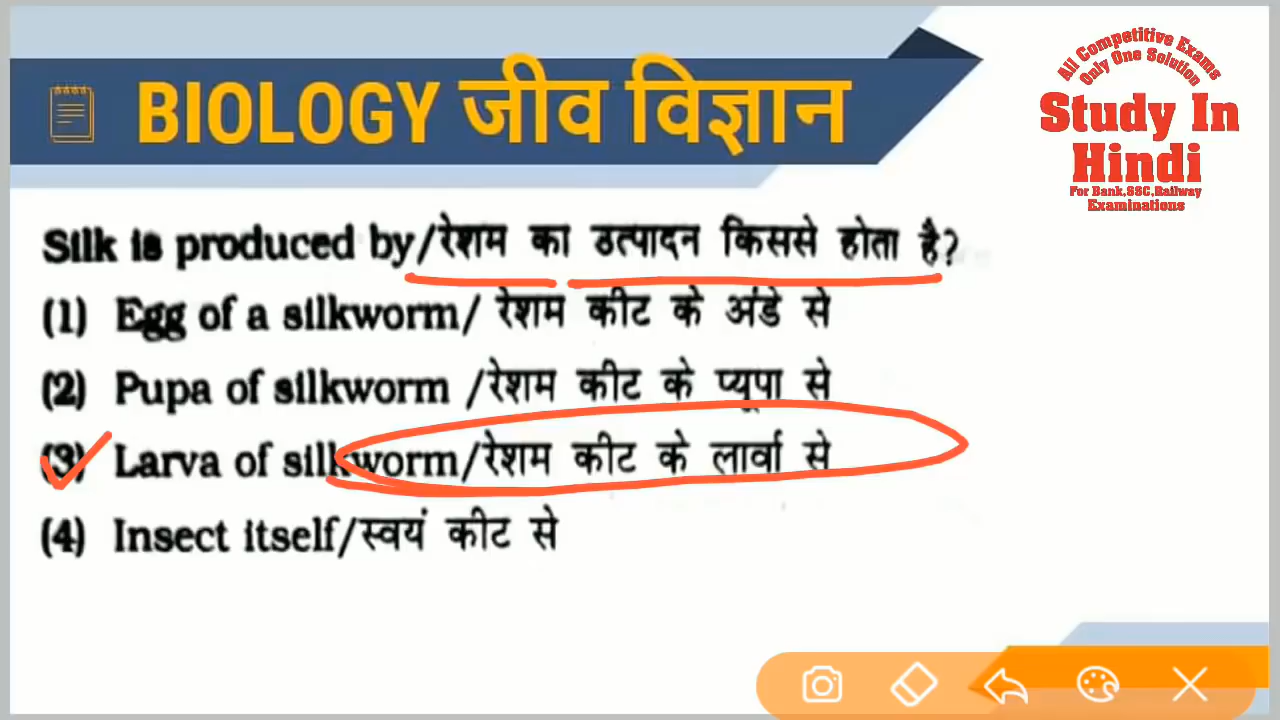 All Competitive Exams
Only One Solution
Study In
Hindi
For Bank,SSC,Railway
Examinations
BIOLOGY जीव विज्ञान
Silk is produced by/रेशम का उत्पादन किससे होता है?
(1) Egg of a silkworm/ रेशम कीट के अंडे से
(2) Pupa of silkworm /रेशम कीट के प्यूपा से
(3) Larva of silkworm/रेशम कीट के लार्वा से
(4) Insect itself/स्वयं कीट से